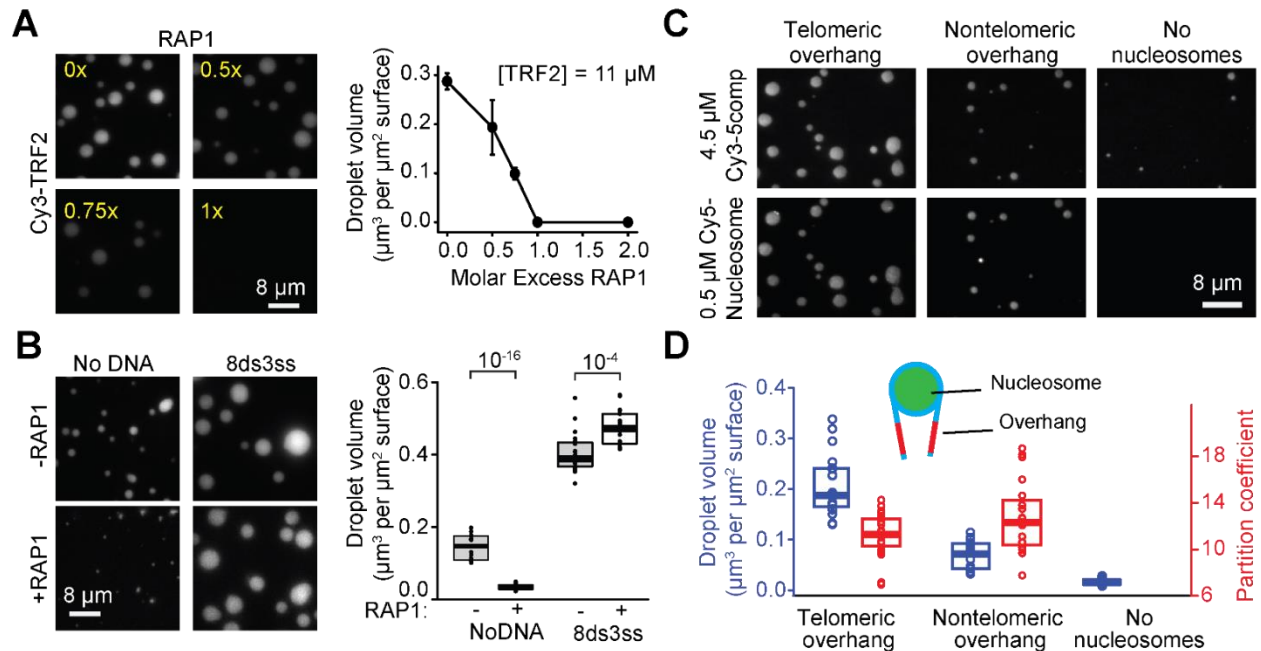 A
RAP1
0x
0.5x
0.75x
1x
8 µm
Cy3-TRF2
[TRF2] = 11 µM
Droplet volume
(µm³ per µm² surface)
0.3
0.2
0.1
0.0
0.0
0.5
1.0
1.5
2.0
Molar Excess RAP1
B
No DNA
8ds3ss
-RAP1
+RAP1
8 µm
10-16
10-4
Droplet volume
(µm³ per µm² surface)
0.6
0.4
0.2
0.0
RAP1:
-
+
-
+
NoDNA
8ds3ss
C
Telomeric
overhang
Nontelomeric
overhang
No
nucleosomes
4.5 µM
Cy3-5comp
0.5 µM Cy5-
Nucleosome
8 µm
D
Nucleosome
Overhang
Droplet volume
(µm³ per µm² surface)
0.4
0.3
0.2
0.1
0.0
18
14
10
6
Partition coefficient
Telomeric
overhang
Nontelomeric
overhang
No
nucleosomes